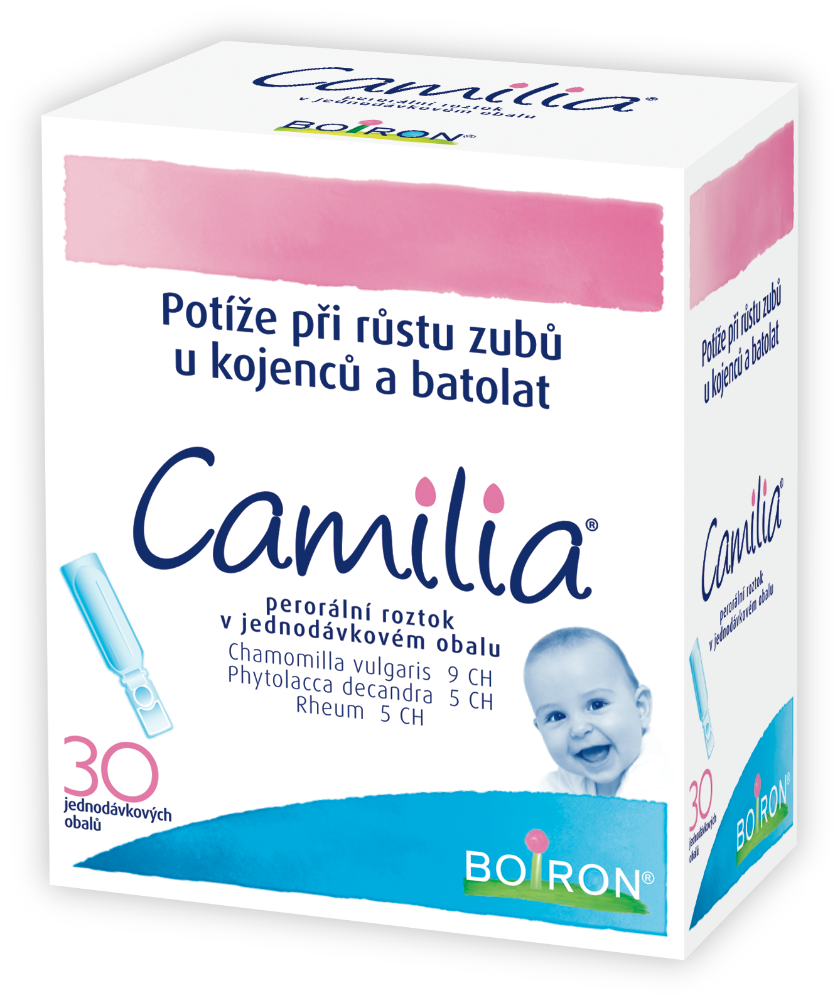 Camilia®
perorální roztok
v jednodávkovém obalu
BOIRON®
Potíže při růstu zubů
u kojenců a batolat
Camilia®
perorální roztok
v jednodávkovém obalu
Chamomilla vulgaris 9 CH
Phytolacca decandra 5 CH
Rheum 5 CH
30
jednodávkových
obalů
BOIRON®
Potíže při růstu zubů
u kojenců a batolat
Camilia®
perorální roztok
v jednodávkovém obalu
30
jednodávkových
obalů
BOIRON®